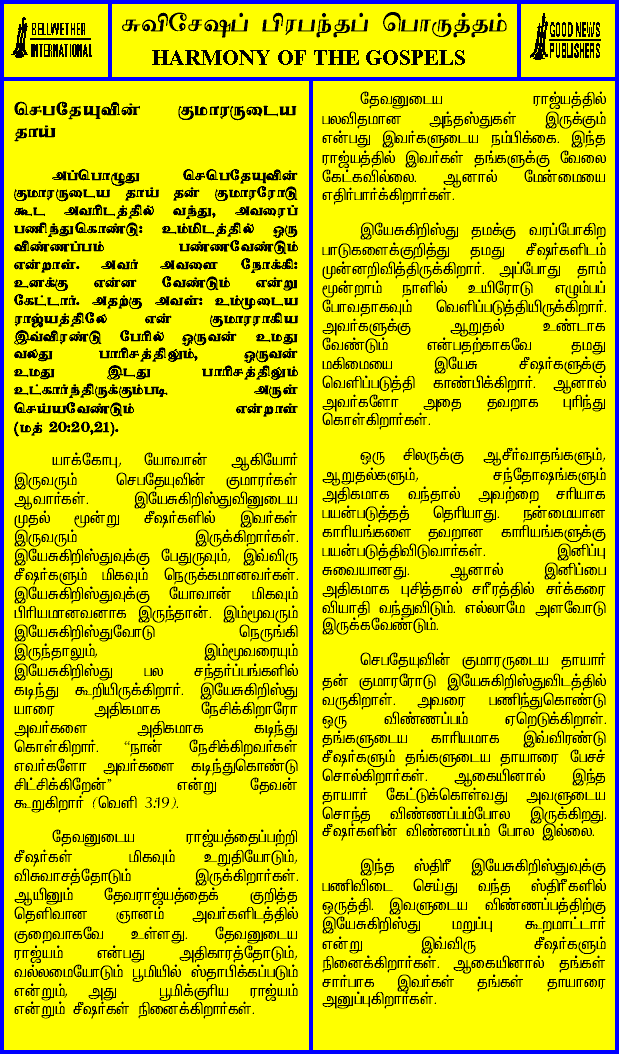 BELLWETHER
INTERNATIONAL
சுவிசேஷப் பிரபந்தப் பொருத்தம்
HARMONY OF THE GOSPELS
GOOD NEWS
PUBLISHERS
செபதேயுவின் குமாரருடைய
தாய்
அப்பொழுது செபெதேயுவின்
குமாரருடைய தாய் தன் குமாரரோடு
கூட அவரிடத்தில் வந்து, அவரைப்
பணிந்துகொண்டு: உம்மிடத்தில் ஒரு
விண்ணப்பம் பண்ணவேண்டும்
என்றாள். அவர் அவளை நோக்கி:
உனக்கு என்ன வேண்டும் என்று
கேட்டார். அதற்கு அவள்: உம்முடைய
ராஜ்யத்திலே என் குமாரராகிய
இவ்விரண்டு பேரில் ஒருவன் உமது
வலது பாரிசத்திலும், ஒருவன்
உமது இடது பாரிசத்திலும்
உட்கார்ந்திருக்கும்படி அருள்
செய்யவேண்டும் என்றாள்
(மத் 20:20,21).
யாக்கோபு, யோவான் ஆகியோர்
இருவரும் செபதேயுவின் குமாரர்கள்
ஆவார்கள். இயேசுகிறிஸ்துவினுடைய
முதல் மூன்று சீஷர்களில் இவர்கள்
இருவரும் இருக்கிறார்கள்.
இயேசுகிறிஸ்துவுக்கு பேதுருவும், இவ்விரு
சீஷர்களும் மிகவும் நெருக்கமானவர்கள்.
இயேசுகிறிஸ்துவுக்கு யோவான் மிகவும்
பிரியமானவனாக இருந்தான். இம்மூவரும்
இயேசுகிறிஸ்துவோடு நெருங்கி
இருந்தாலும், இம்மூவரையும்
இயேசுகிறிஸ்து பல சந்தர்ப்பங்களில்
கடிந்து கூறியிருக்கிறார். இயேசுகிறிஸ்து
யாரை அதிகமாக நேசிக்கிறாரோ
அவர்களை அதிகமாக கடிந்து
கொள்கிறார். “நான் நேசிக்கிறவர்கள்
எவர்களோ அவர்களை கடிந்துகொண்டு
சிட்சிக்கிறேன்” என்று தேவன்
கூறுகிறார் (வெளி 3:19).
தேவனுடைய ராஜ்யத்தைப்பற்றி
சீஷர்கள் மிகவும் உறுதியோடும்,
விசுவாசத்தோடும் இருக்கிறார்கள்.
ஆயினும் தேவராஜ்யத்தைக் குறித்த
தெளிவான ஞானம் அவர்களிடத்தில்
குறைவாகவே உள்ளது. தேவனுடைய
ராஜ்யம் என்பது அதிகாரத்தோடும்,
வல்லமையோடும் பூமியில் ஸ்தாபிக்கப்படும்
என்றும், அது பூமிக்குரிய ராஜ்யம்
என்றும் சீஷர்கள் நினைக்கிறார்கள்.
தேவனுடைய ராஜ்யத்தில்
பலவிதமான அந்தஸ்துகள் இருக்கும்
என்பது இவர்களுடைய நம்பிக்கை. இந்த
ராஜ்யத்தில் இவர்கள் தங்களுக்கு வேலை
கேட்கவில்லை. ஆனால் மேன்மையை
எதிர்பார்க்கிறார்கள்.
இயேசுகிறிஸ்து தமக்கு வரப்போகிற
பாடுகளைக்குறித்து தமது சீஷர்களிடம்
முன்னறிவித்திருக்கிறார். அப்போது தாம்
மூன்றாம் நாளில் உயிரோடு எழும்பப்
போவதாகவும் வெளிப்படுத்தியிருக்கிறார்.
அவர்களுக்கு ஆறுதல் உண்டாக
வேண்டும் என்பதற்காகவே தமது
மகிமையை இயேசு சீஷர்களுக்கு
வெளிப்படுத்தி காண்பிக்கிறார். ஆனால்
அவர்களோ அதை தவறாக புரிந்து
கொள்கிறார்கள்.
ஒரு சிலருக்கு ஆசீர்வாதங்களும்,
ஆறுதல்களும், சந்தோஷங்களும்
அதிகமாக வந்தால் அவற்றை சரியாக
பயன்படுத்தத் தெரியாது. நன்மையான
காரியங்களை தவறான காரியங்களுக்கு
பயன்படுத்திவிடுவார்கள். இனிப்பு
சுவையானது. ஆனால் இனிப்பை
அதிகமாக புசித்தால் சரீரத்தில் சர்க்கரை
வியாதி வந்துவிடும். எல்லாமே அளவோடு
இருக்கவேண்டும்.
செபதேயுவின் குமாரருடைய தாயார்
தன் குமாரரோடு இயேசுகிறிஸ்துவிடத்தில்
வருகிறாள். அவரை பணிந்துகொண்டு
ஒரு விண்ணப்பம் ஏறெடுக்கிறாள்.
தங்களுடைய காரியமாக இவ்விரண்டு
சீஷர்களும் தங்களுடைய தாயாரை பேசச்
சொல்கிறார்கள். ஆகையினால் இந்த
தாயார் கேட்டுக்கொள்வது அவளுடைய
சொந்த விண்ணப்பம்போல இருக்கிறது.
சீஷர்களின் விண்ணப்பம் போல இல்லை.
இந்த ஸ்திரீ இயேசுகிறிஸ்துவுக்கு
பணிவிடை செய்து வந்த ஸ்திரீகளில்
ஒருத்தி. இவளுடைய விண்ணப்பத்திற்கு
இயேசுகிறிஸ்து மறுப்பு கூறமாட்டார்
என்று இவ்விரு சீஷர்களும்
நினைக்கிறார்கள். ஆகையினால் தங்கள்
சார்பாக இவர்கள் தங்கள் தாயாரை
அனுப்புகிறார்கள்.